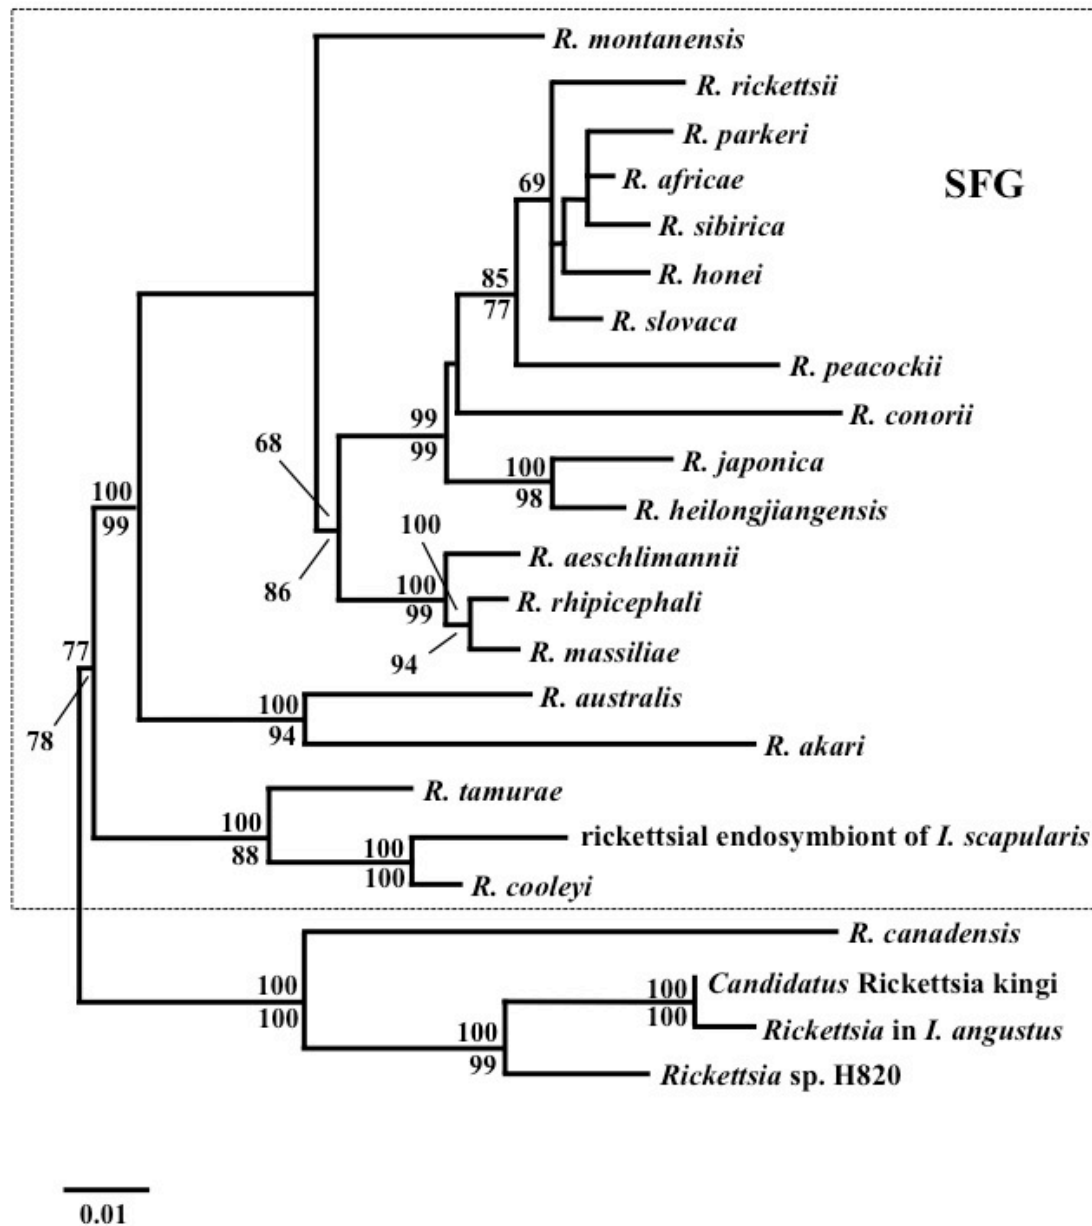 R. montanensis
R. rickettsii
R. parkeri
69
R. africae
SFG
R. sibirica
R. honei
85
77
R. slovaca
R. peacockii
R. conorii
99
99
68
R. japonica
100
98
100
99
R. heilongjiangensis
100
R. aeschlimannii
86
100
99
R. rhipicephali
94
R. massiliae
77
78
R. australis
100
94
R. akari
R. tamurae
100
88
rickettsial endosymbiont of I. scapularis
100
100
R. cooleyi
R. canadensis
100
100
Candidatus Rickettsia kingi
100
100
Rickettsia in I. angustus
100
99
Rickettsia sp. H820
0.01